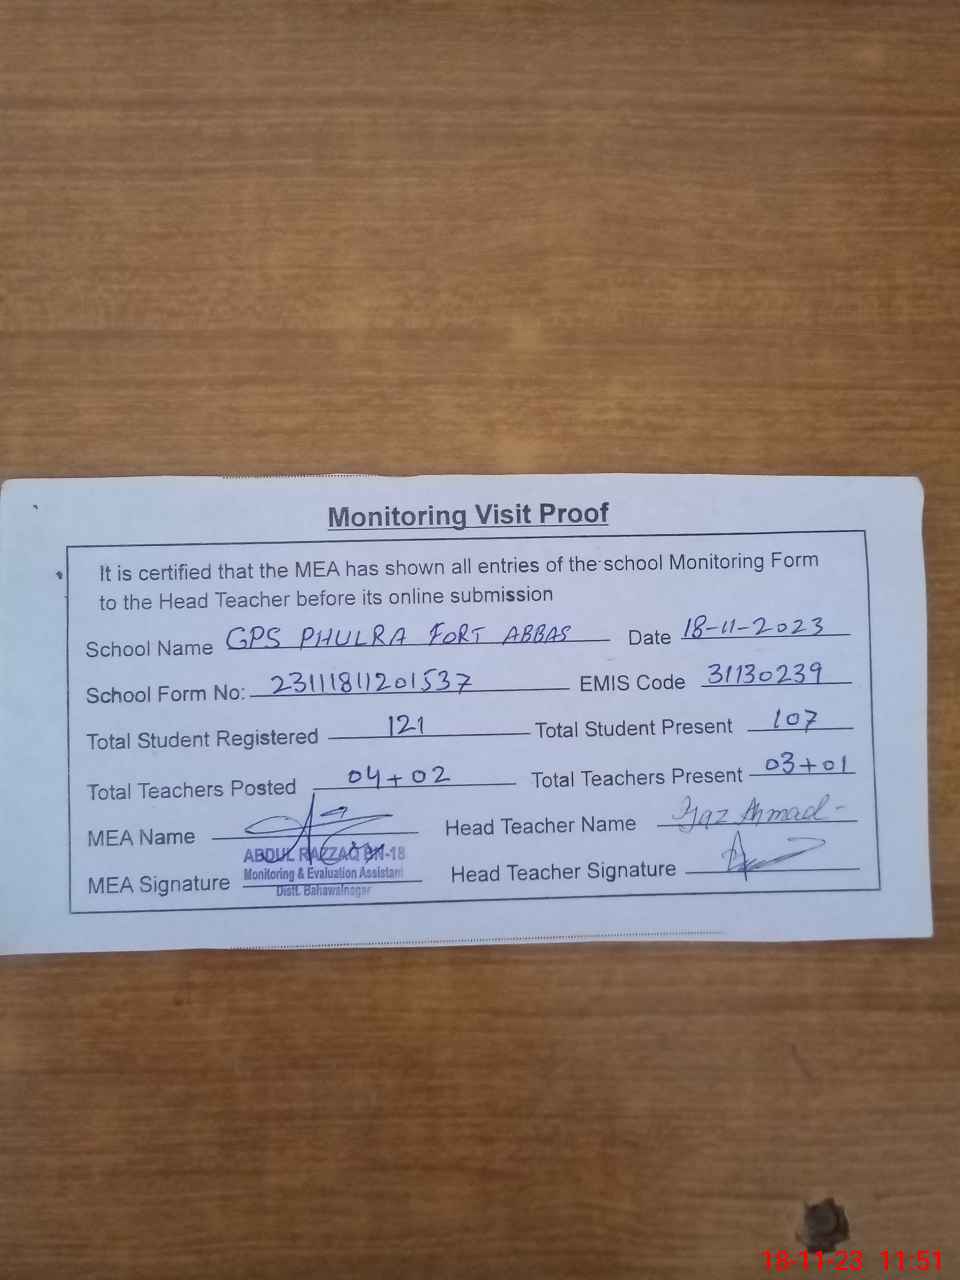 Monitoring Visit Proof
It is certified that the MEA has shown all entries of the school Monitoring Form
to the Head Teacher before its online submission
School Name GPS PHULRA FORT ABBAS Date 18-11-2023
School Form No: 23111811201537 EMIS Code 31130239
Total Student Registered 121 Total Student Present 107
Total Teachers Posted 04+02 Total Teachers Present 03+01
MEA Name Head Teacher Name Ijaz Ahmad
ABDUL RAZZAQ BN-18
MEA Signature Monitoring & Evaluation Assistant Head Teacher Signature
Distt. Bahawalnagar
18-11-23 11:51